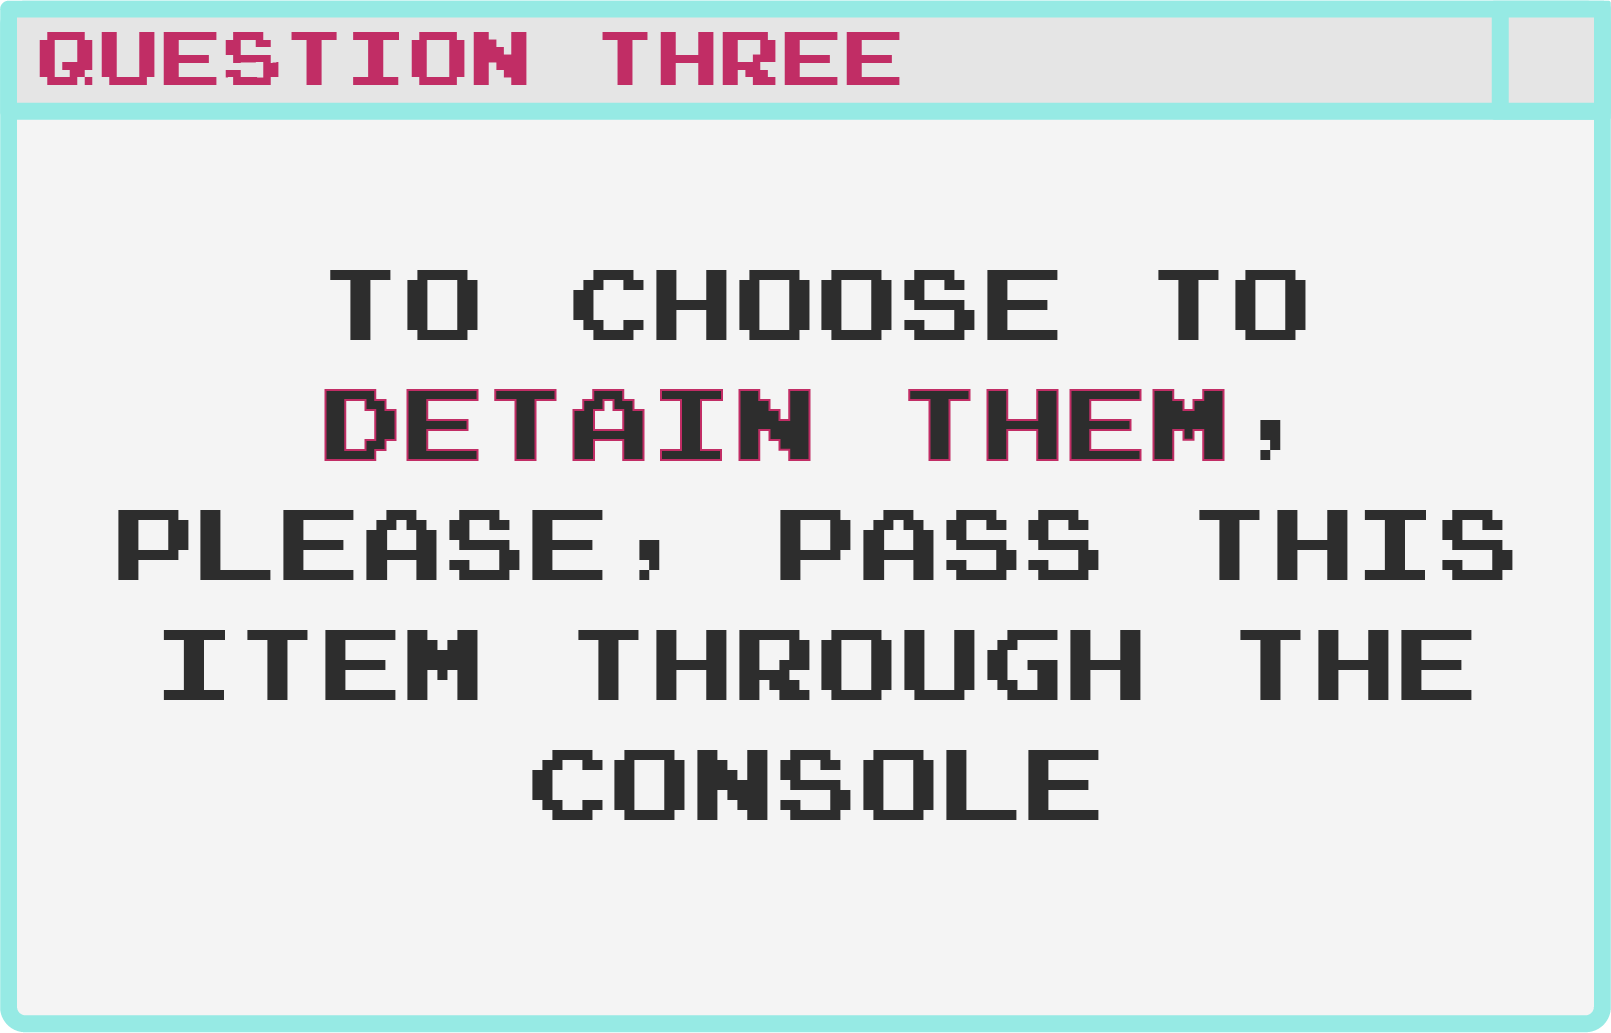 QUESTION THREE
TO CHOOSE TO
DETAIN THEM,
PLEASE, PASS THIS
ITEM THROUGH THE
CONSOLE